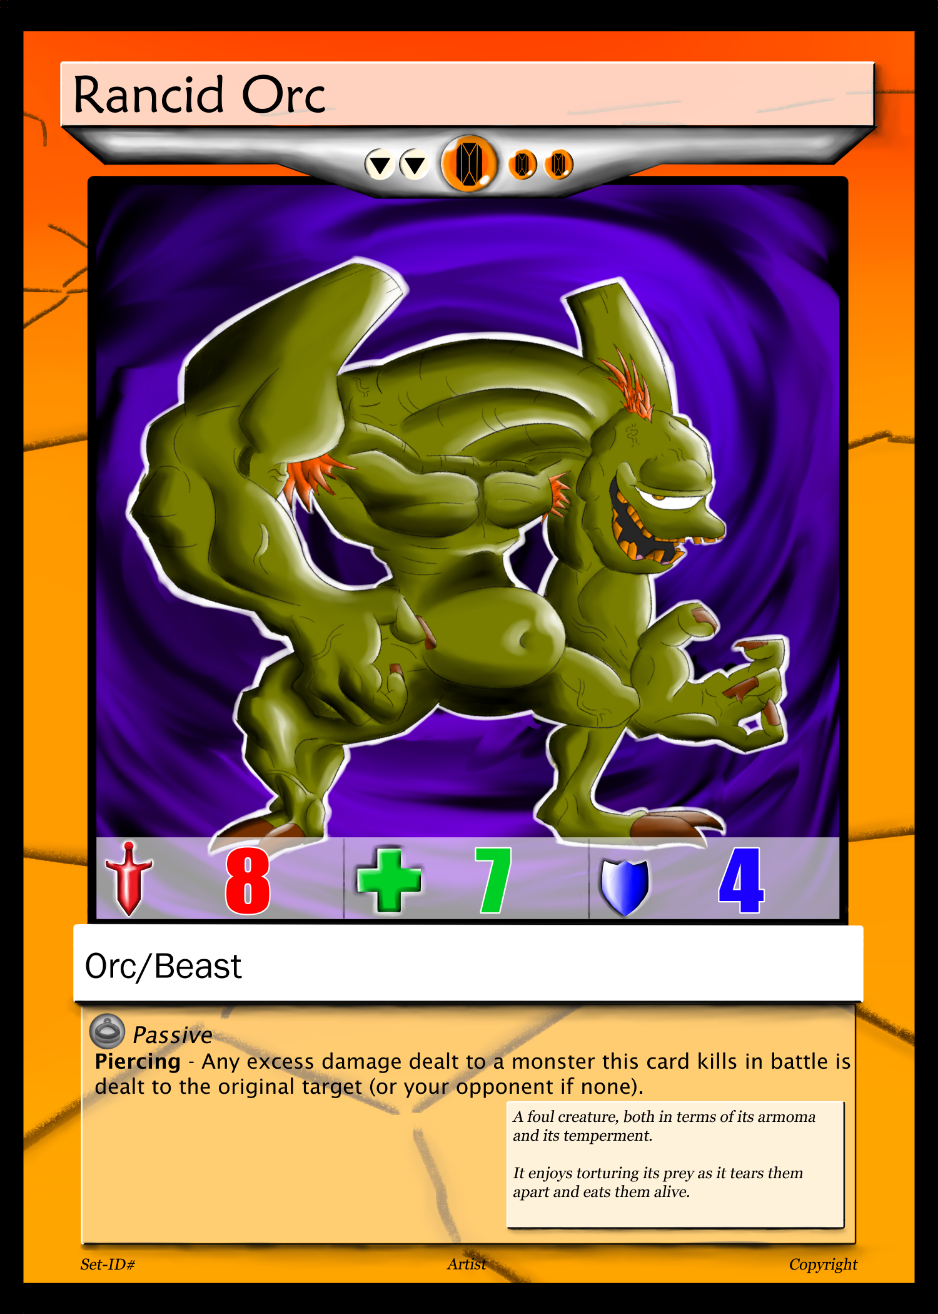 Rancid Orc
8 7 4
Orc/Beast
Passive
Piercing - Any excess damage dealt to a monster this card kills in battle is
dealt to the original target (or your opponent if none).
A foul creature, both in terms of its armoma
and its temperment.
It enjoys torturing its prey as it tears them
apart and eats them alive.
Set-ID# Artist Copyright